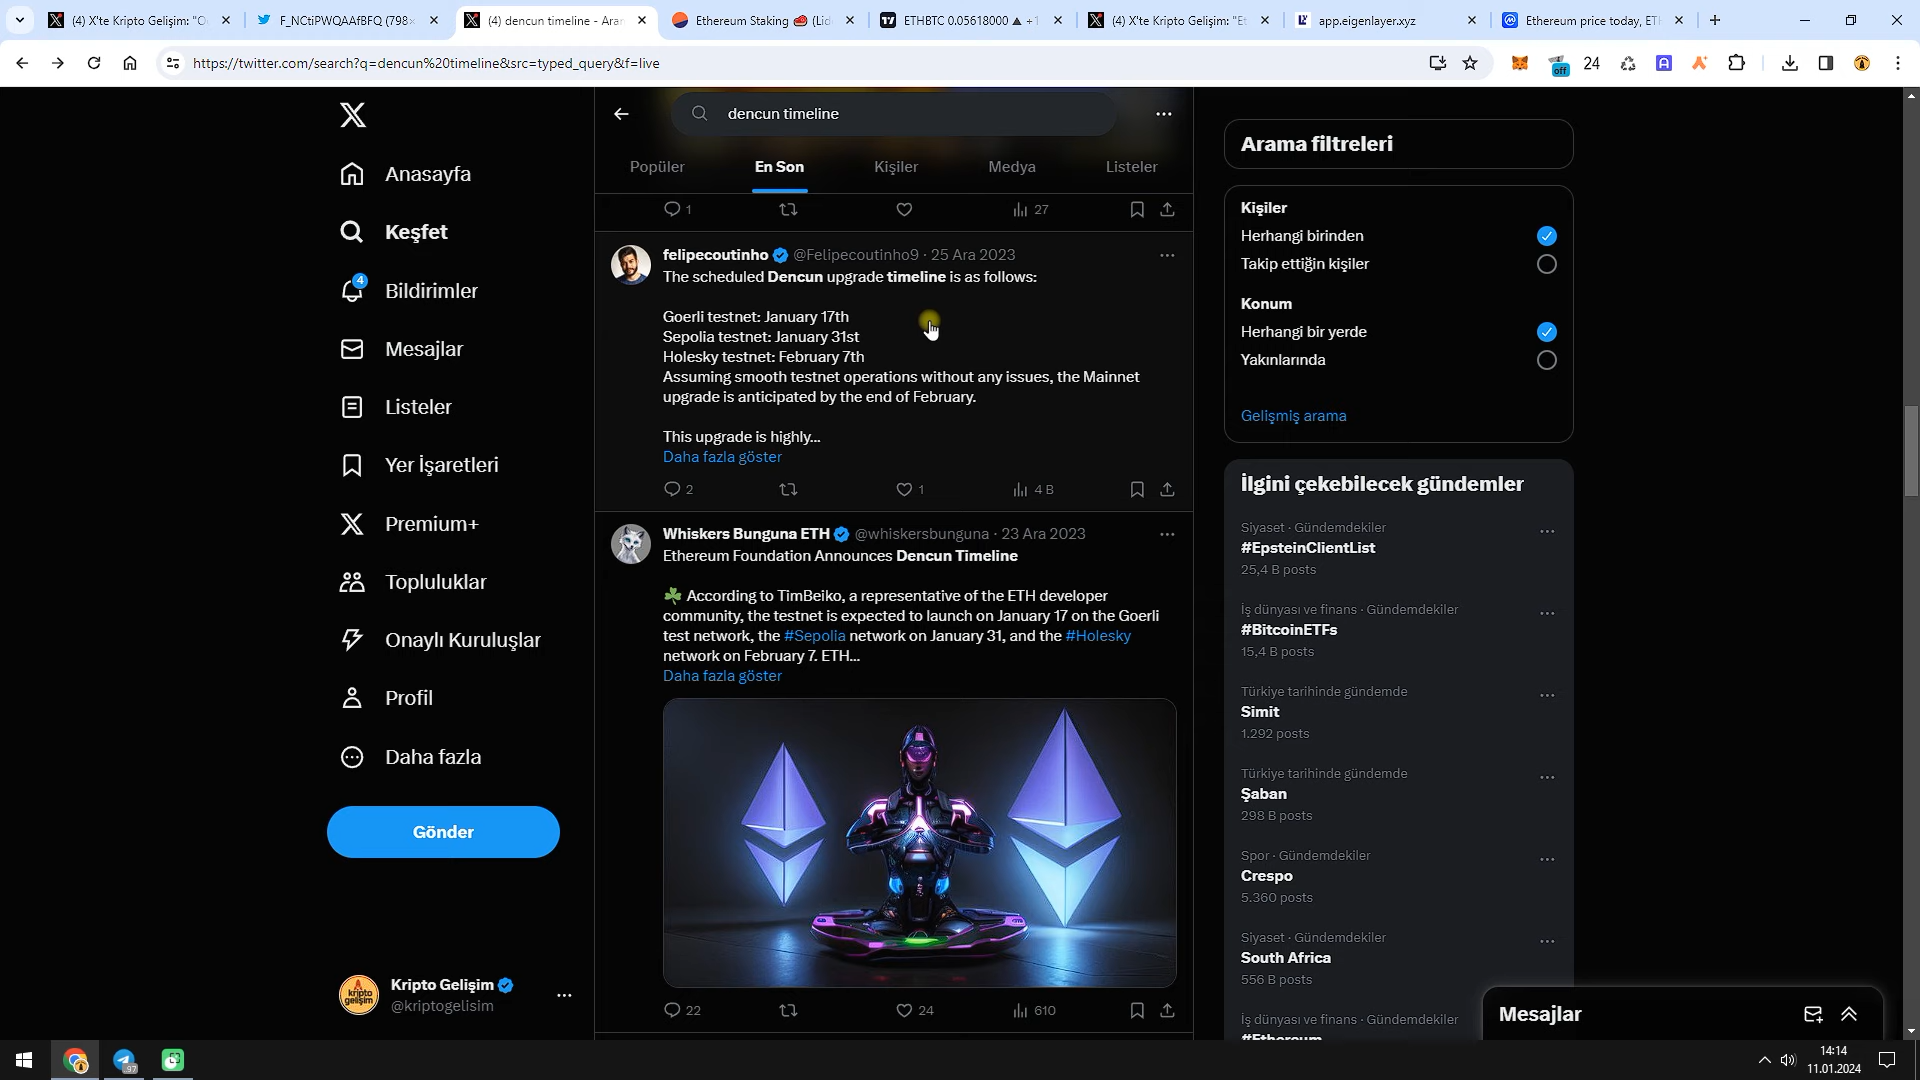 (4) X'te Kripto Gelişim: "O
F_NCtiPWQAAfBFQ (798×
(4) dencun timeline - Aran
Ethereum Staking 🥩 (Lid
ETHBTC 0.05618000 ▲ +1
(4) X'te Kripto Gelişim: "Et
app.eigenlayer.xyz
Ethereum price today, ET
https://twitter.com/search?q=dencun%20timeline&src=typed_query&f=live
off
24
Anasayfa
Keşfet
4
Bildirimler
Mesajlar
Listeler
Yer İşaretleri
Premium+
Topluluklar
Onaylı Kuruluşlar
Profil
Daha fazla
Gönder
kripto gelişim
Kripto Gelişim
@kriptogelisim
dencun timeline
Popüler
En Son
Kişiler
Medya
Listeler
1
27
felipecoutinho @Felipecoutinho9 · 25 Ara 2023
The scheduled Dencun upgrade timeline is as follows:
Goerli testnet: January 17th
Sepolia testnet: January 31st
Holesky testnet: February 7th
Assuming smooth testnet operations without any issues, the Mainnet
upgrade is anticipated by the end of February.
This upgrade is highly...
Daha fazla göster
2
1
4 B
Whiskers Bunguna ETH @whiskersbunguna · 23 Ara 2023
Ethereum Foundation Announces Dencun Timeline
☘️ According to TimBeiko, a representative of the ETH developer
community, the testnet is expected to launch on January 17 on the Goerli
test network, the #Sepolia network on January 31, and the #Holesky
network on February 7. ETH...
Daha fazla göster
22
24
610
Arama filtreleri
Kişiler
Herhangi birinden
Takip ettiğin kişiler
Konum
Herhangi bir yerde
Yakınlarında
Gelişmiş arama
İlgini çekebilecek gündemler
Siyaset · Gündemdekiler
#EpsteinClientList
25,4 B posts
İş dünyası ve finans · Gündemdekiler
#BitcoinETFs
15,4 B posts
Türkiye tarihinde gündemde
Simit
1.292 posts
Türkiye tarihinde gündemde
Şaban
298 B posts
Spor · Gündemdekiler
Crespo
5.360 posts
Siyaset · Gündemdekiler
South Africa
556 B posts
İş dünyası ve finans · Gündemdekiler
#Ethereum
Mesajlar
97
14:14
11.01.2024